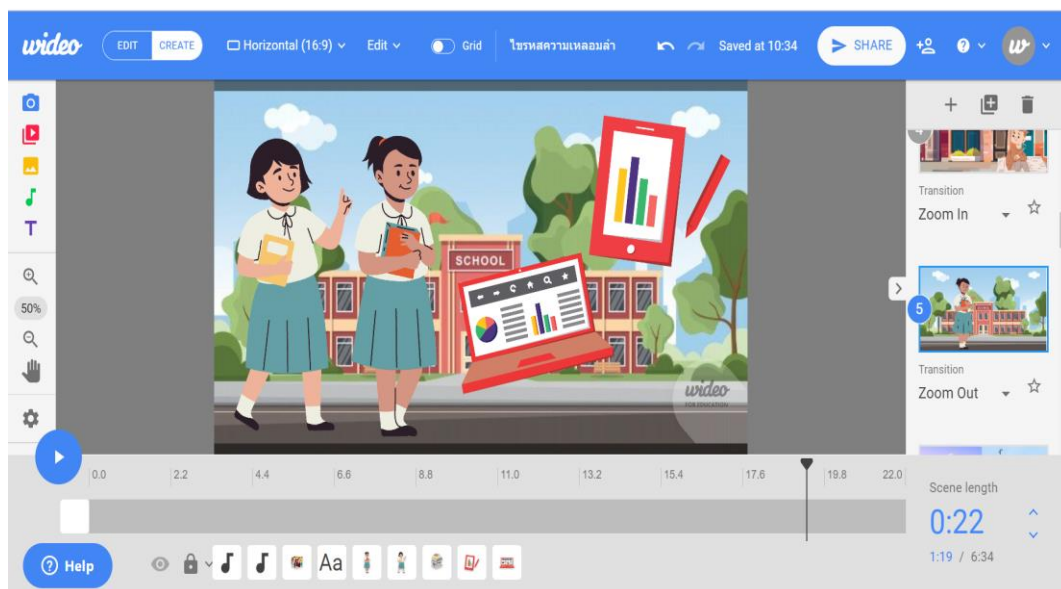 wideo EDIT CREATE Horizontal (16:9) Edit Grid ไขรหัสความเหลื่อมล้ำ Saved at 10:34 SHARE ? w
T
50%
SCHOOL
wideo
FOR EDUCATION
4
Transition
Zoom In
5
Transition
Zoom Out
0.0 2.2 4.4 6.6 8.8 11.0 13.2 15.4 17.6 19.8 22.0
Scene length
0:22
1:19 / 6:34
? Help Aa